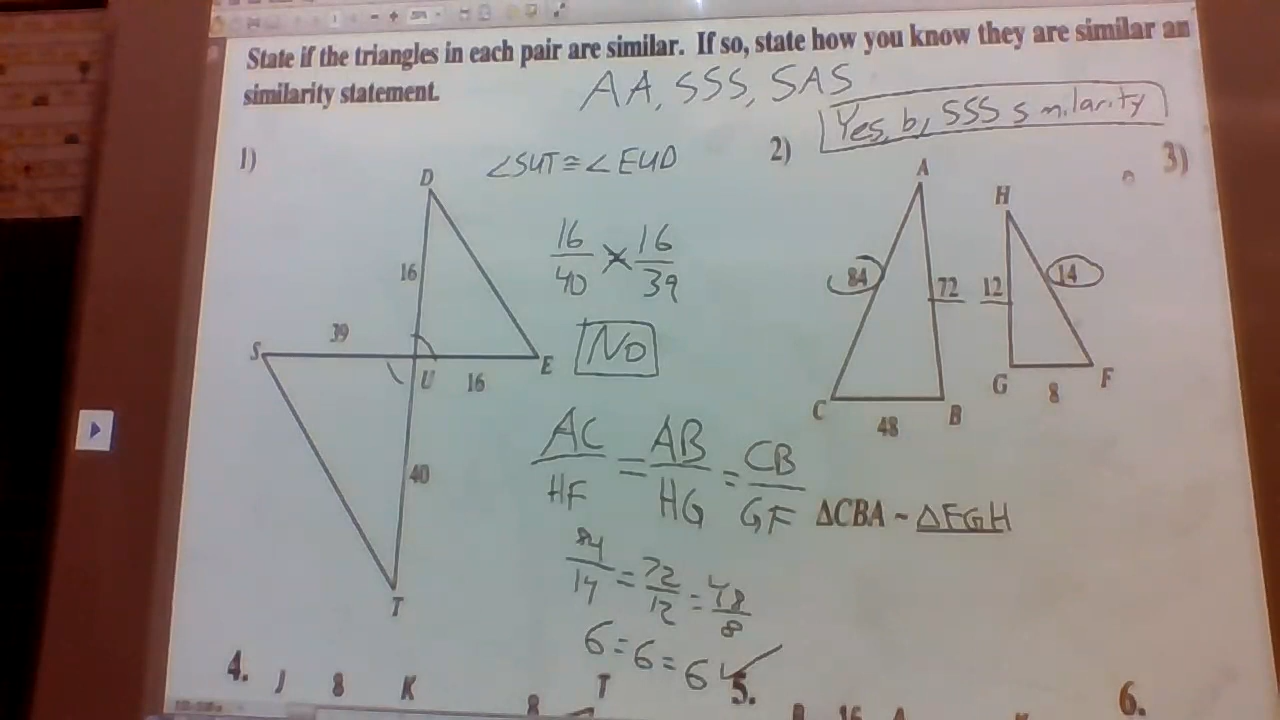 State if the triangles in each pair are similar. If so, state how you know they are similar an
similarity statement.
AA, SSS, SAS
Yes, by SSS similarity
1)
2)
3)
∠SUT ≅ ∠EUD
D
16
39
S
U
16
E
40
T
16/40 × 16/39
No
A
84
72
C
48
B
H
12
14
G
8
F
AC/HF = AB/HG = CB/GF
ΔCBA ~ ΔFGH
84/14 = 72/12 = 48/8
6 = 6 = 6 ✓
4.
J 8 K
8
T
5.
16
6.